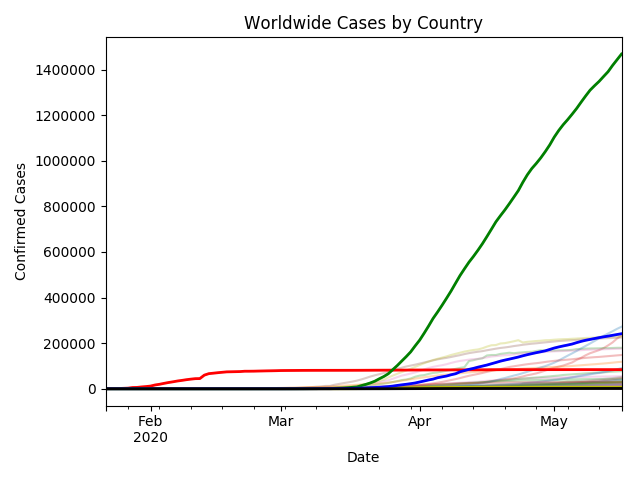 Worldwide Cases by Country
1400000
1200000
1000000
800000
600000
400000
200000
0
Confirmed Cases
Feb
2020
Mar
Apr
May
Date